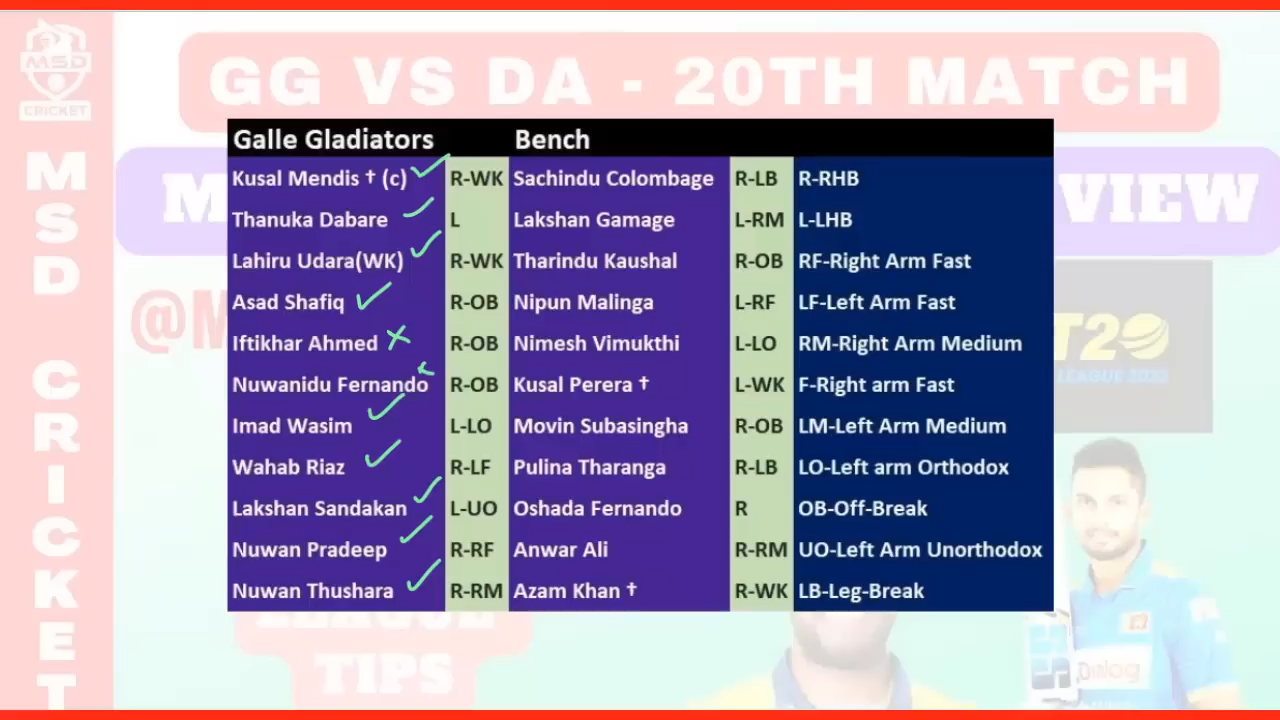 MSD
CRICKET
GG VS DA - 20TH MATCH
M
VIEW
@M
T20
LEAGUE 2022
Galle Gladiators Bench
Kusal Mendis † (c) R-WK Sachindu Colombage R-LB R-RHB
Thanuka Dabare L Lakshan Gamage L-RM L-LHB
Lahiru Udara(WK) R-WK Tharindu Kaushal R-OB RF-Right Arm Fast
Asad Shafiq R-OB Nipun Malinga L-RF LF-Left Arm Fast
Iftikhar Ahmed R-OB Nimesh Vimukthi L-LO RM-Right Arm Medium
Nuwanidu Fernando R-OB Kusal Perera † L-WK F-Right arm Fast
Imad Wasim L-LO Movin Subasingha R-OB LM-Left Arm Medium
Wahab Riaz R-LF Pulina Tharanga R-LB LO-Left arm Orthodox
Lakshan Sandakan L-UO Oshada Fernando R OB-Off-Break
Nuwan Pradeep R-RF Anwar Ali R-RM UO-Left Arm Unorthodox
Nuwan Thushara R-RM Azam Khan † R-WK LB-Leg-Break
LEAGUE
TIPS
Dialog
MSD CRICKET